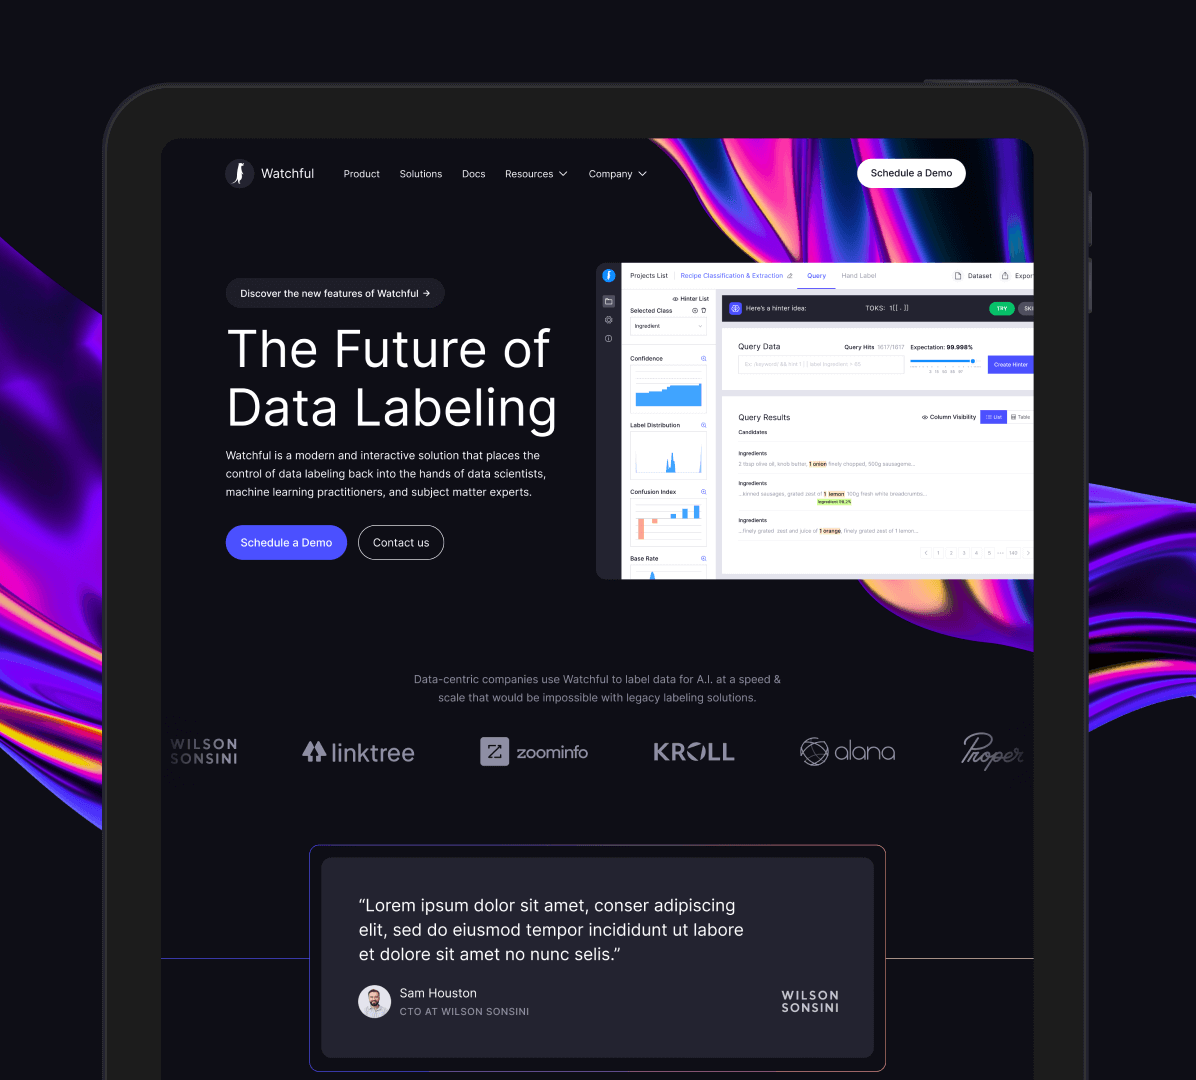 Watchful
Product
Solutions
Docs
Resources
Company
Schedule a Demo
Discover the new features of Watchful →
The Future of
Data Labeling
Watchful is a modern and interactive solution that places the
control of data labeling back into the hands of data scientists,
machine learning practitioners, and subject matter experts.
Schedule a Demo
Contact us
Projects List
Recipe Classification & Extraction
Query
Hand Label
Dataset
Expor
Hinter List
Selected Class
Ingredient
Confidence
Label Distribution
Confusion Index
Base Rate
Here's a hinter idea:
TOKS: 1[[ . ]]
TRY
SKI
Query Data
Query Hits 1617/1617
Expectation: 99.998%
Create Hinter
Query Results
Column Visibility
List
Table
Candidates
Ingredients
2 tbsp olive oil, knob butter, 1 onion finely chopped, 500g sausageme...
Ingredients
...kinned sausages, grated zest of 1 lemon 100g fresh white breadcrumbs...
Ingredient 98.2%
Ingredients
...finely grated zest and juice of 1 orange, finely grated zest of 1 lemon...
< 1 2 3 4 5 ... 140 >
Data-centric companies use Watchful to label data for A.I. at a speed &
scale that would be impossible with legacy labeling solutions.
WILSON
SONSINI
linktree
zoominfo
KROLL
alana
Proper
“Lorem ipsum dolor sit amet, conser adipiscing
elit, sed do eiusmod tempor incididunt ut labore
et dolore sit amet no nunc selis.”
Sam Houston
CTO AT WILSON SONSINI
WILSON
SONSINI